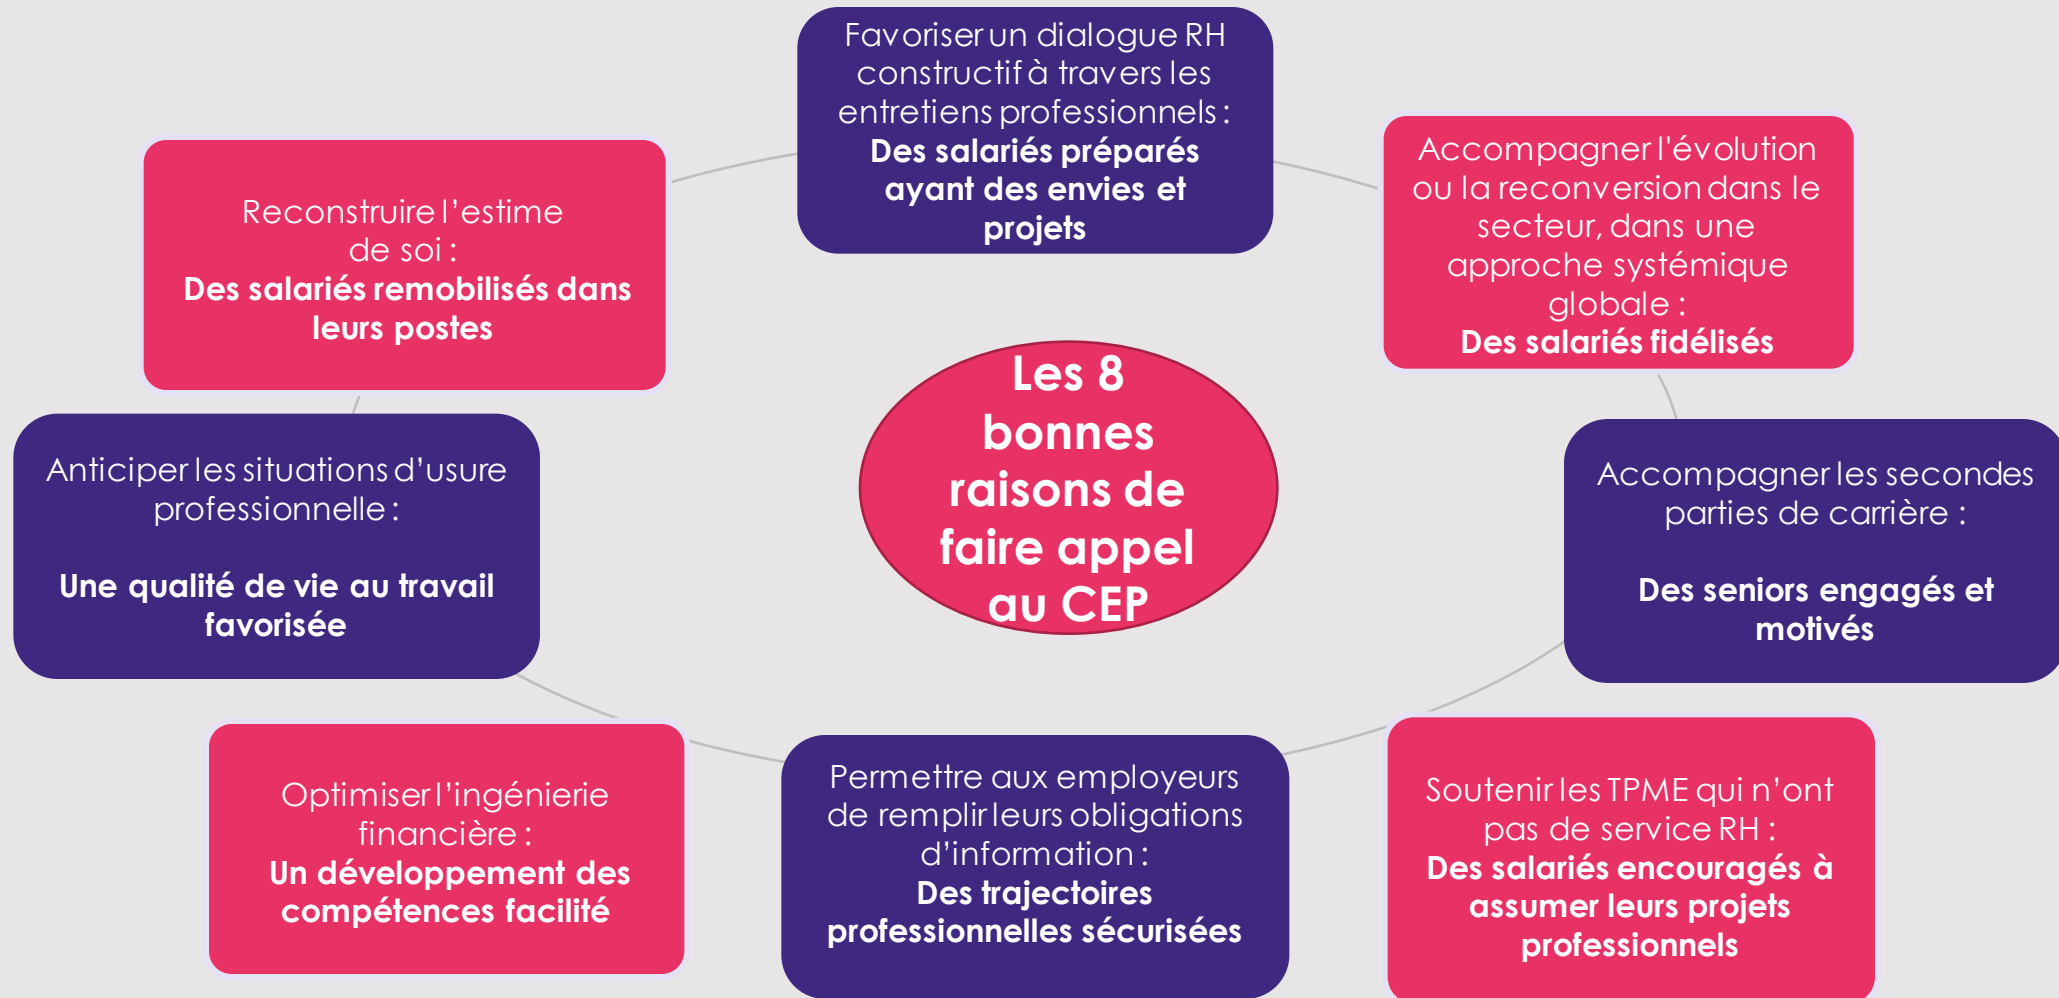 Favoriser un dialogue RH
constructif à travers les
entretiens professionnels :
Des salariés préparés
ayant des envies et
projets
Accompagner l'évolution
ou la reconversion dans le
secteur, dans une
approche systémique
globale :
Des salariés fidélisés
Reconstruire l’estime
de soi :
Des salariés remobilisés dans
leurs postes
Les 8
bonnes
raisons de
faire appel
au CEP
Anticiper les situations d’usure
professionnelle :
Une qualité de vie au travail
favorisée
Accompagner les secondes
parties de carrière :
Des seniors engagés et
motivés
Optimiser l’ingénierie
financière :
Un développement des
compétences facilité
Permettre aux employeurs
de remplir leurs obligations
d’information :
Des trajectoires
professionnelles sécurisées
Soutenir les TPME qui n’ont
pas de service RH :
Des salariés encouragés à
assumer leurs projets
professionnels